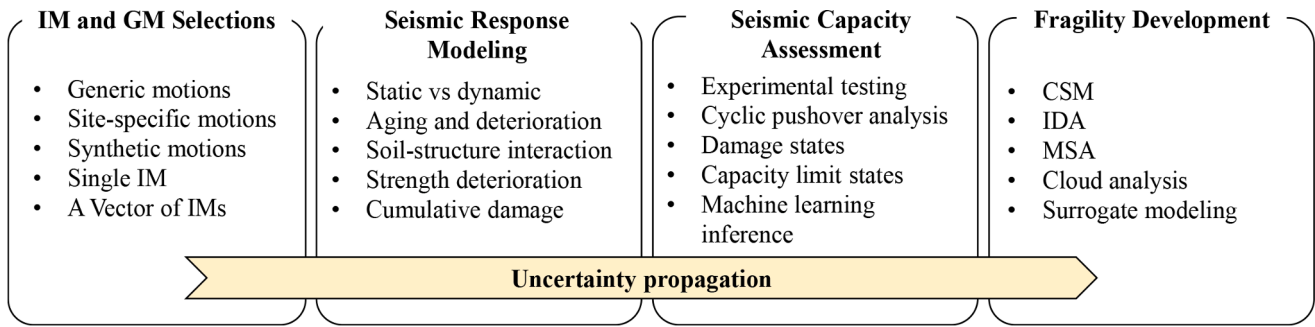 IM and GM Selections
• Generic motions
• Site-specific motions
• Synthetic motions
• Single IM
• A Vector of IMs
Seismic Response
Modeling
• Static vs dynamic
• Aging and deterioration
• Soil-structure interaction
• Strength deterioration
• Cumulative damage
Seismic Capacity
Assessment
• Experimental testing
• Cyclic pushover analysis
• Damage states
• Capacity limit states
• Machine learning
inference
Fragility Development
• CSM
• IDA
• MSA
• Cloud analysis
• Surrogate modeling
Uncertainty propagation